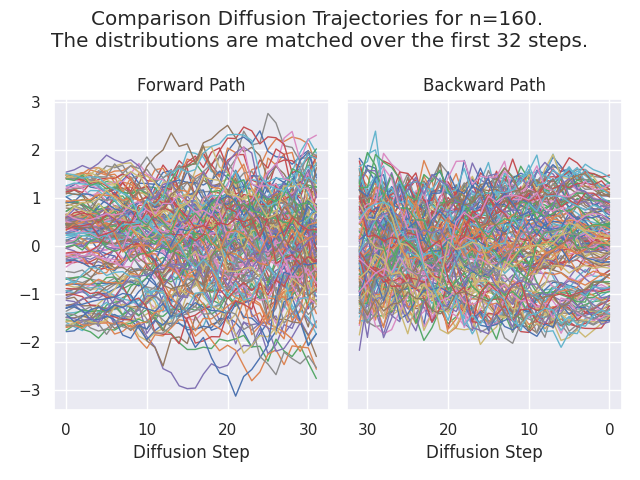 Comparison Diffusion Trajectories for n=160.
The distributions are matched over the first 32 steps.
Forward Path
Backward Path
3
2
1
0
−1
−2
−3
0
10
20
30
30
20
10
0
Diffusion Step
Diffusion Step